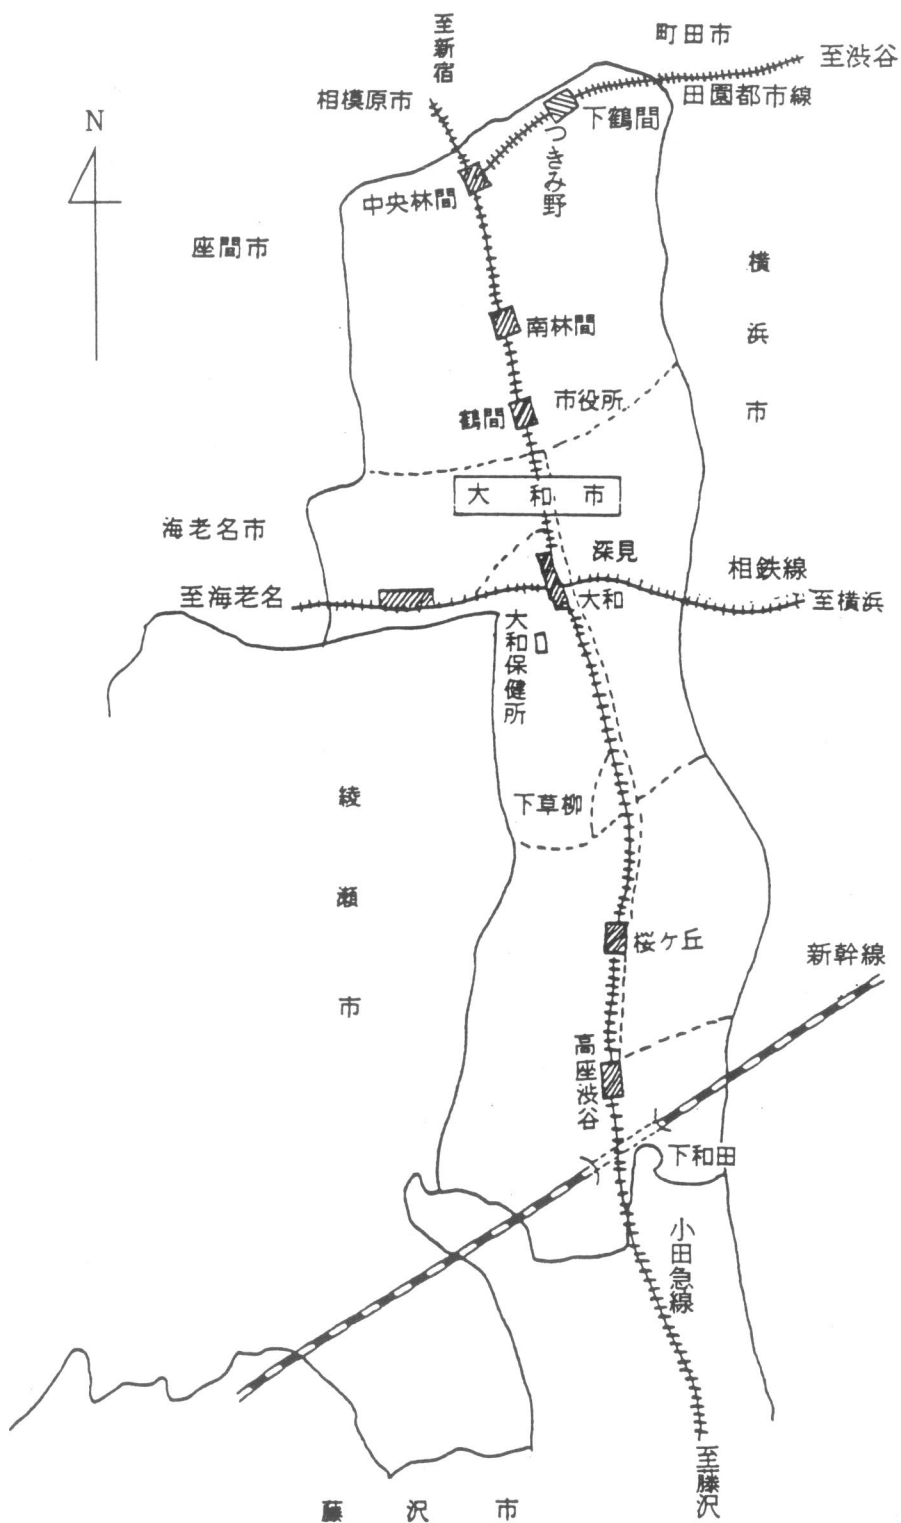 至新宿
町田市
至渋谷
相模原市
田園都市線
下鶴間
つきみ野
N
中央林間
座間市
横浜市
南林間
鶴間
市役所
大和市
海老名市
深見
相鉄線
至海老名
大和
至横浜
大和保健所
綾瀬市
下草柳
桜ケ丘
新幹線
高座渋谷
下和田
小田急線
至藤沢
藤沢市